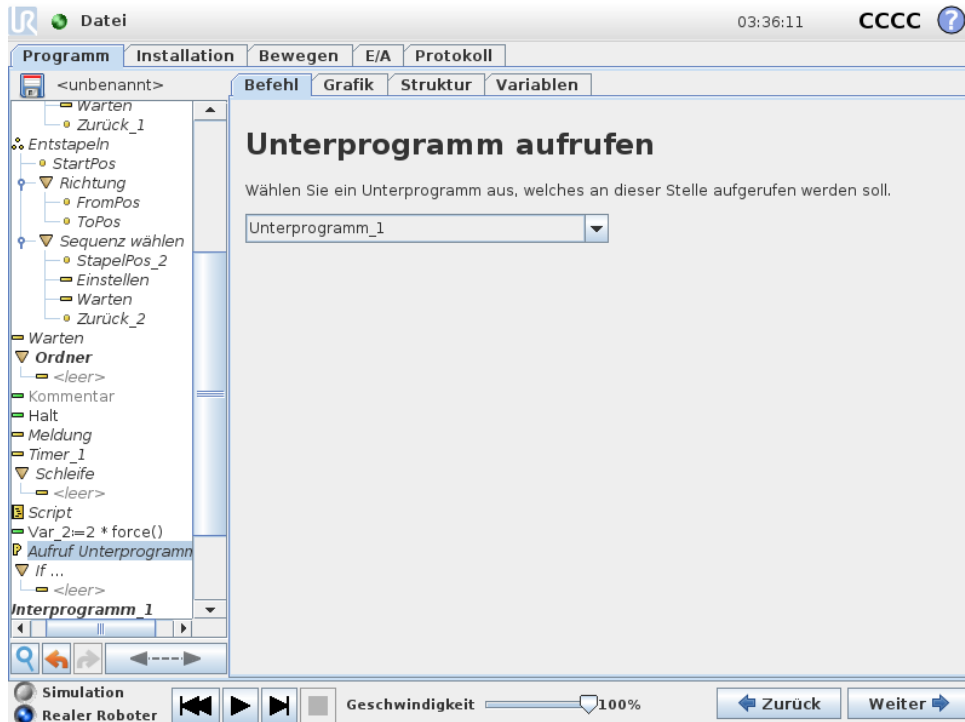 Datei
03:36:11
CCCC
?
Programm
Installation
Bewegen
E/A
Protokoll
<unbenannt>
Befehl
Grafik
Struktur
Variablen
Warten
Zurück_1
Entstapeln
StartPos
Richtung
FromPos
ToPos
Sequenz wählen
StapelPos_2
Einstellen
Warten
Zurück_2
Warten
Ordner
<leer>
Kommentar
Halt
Meldung
Timer_1
Schleife
<leer>
Script
Var_2:=2 * force()
Aufruf Unterprogramm
If ...
<leer>
Interprogramm_1
Unterprogramm aufrufen
Wählen Sie ein Unterprogramm aus, welches an dieser Stelle aufgerufen werden soll.
Unterprogramm_1
Simulation
Realer Roboter
Geschwindigkeit
100%
Zurück
Weiter